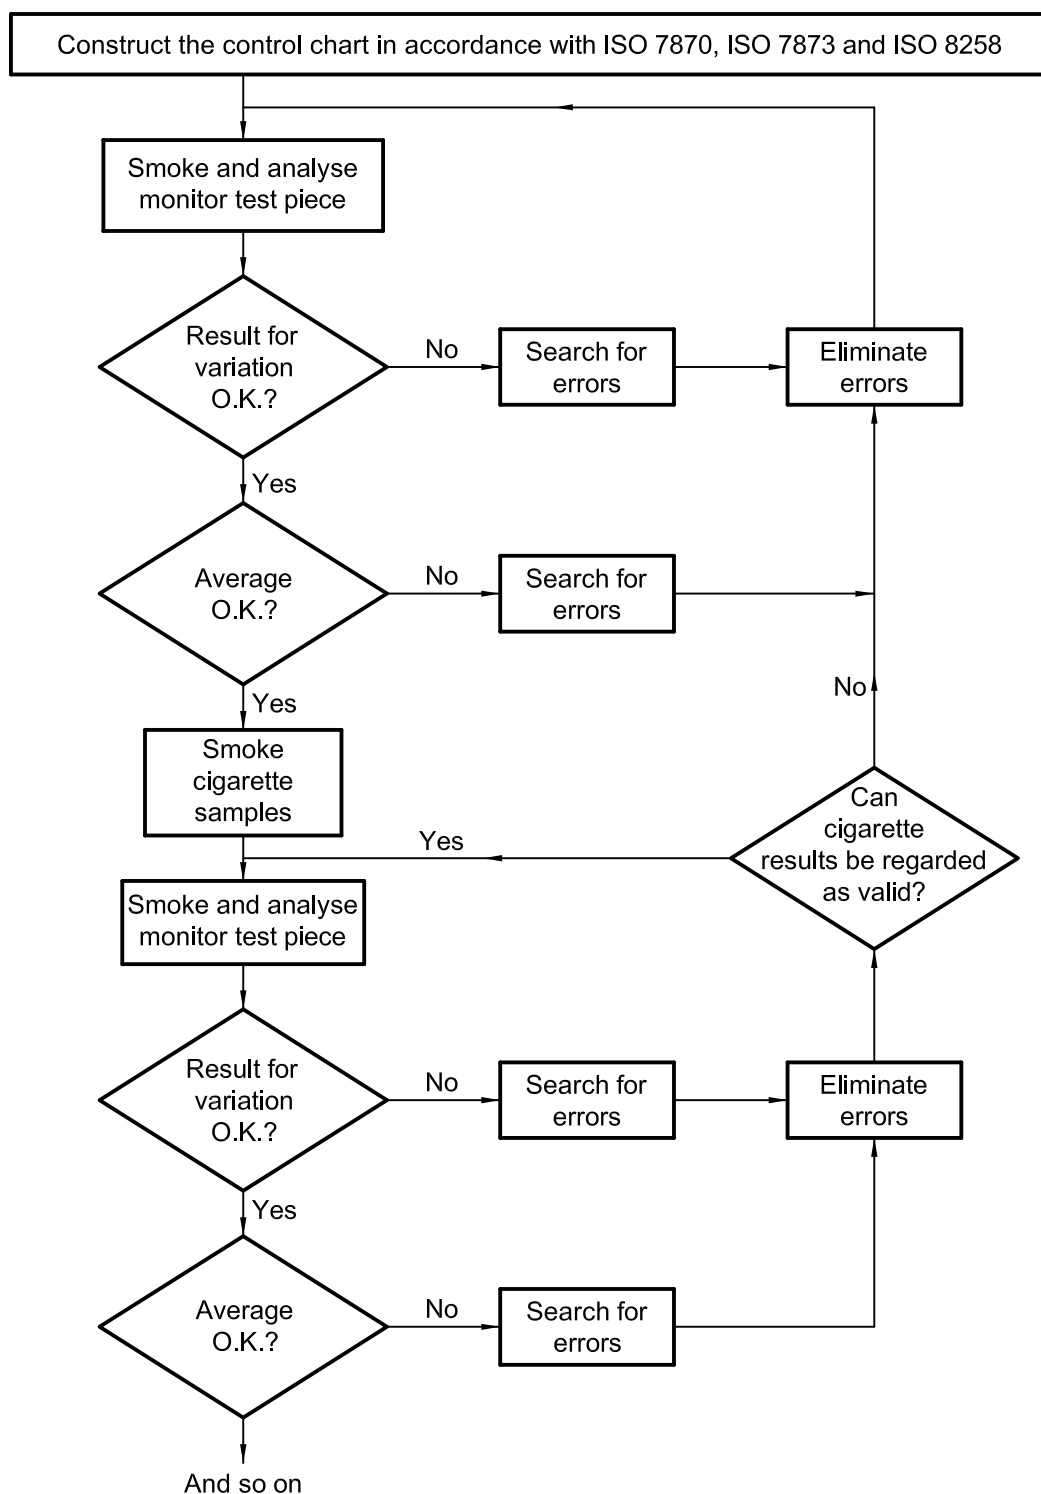 Construct the control chart in accordance with ISO 7870, ISO 7873 and ISO 8258
Smoke and analyse
monitor test piece
Result for
variation
O.K.?
No
Search for
errors
Eliminate
errors
Yes
Average
O.K.?
No
Search for
errors
Yes
No
Smoke
cigarette
samples
Can
cigarette
results be regarded
as valid?
Yes
Smoke and analyse
monitor test piece
Result for
variation
O.K.?
No
Search for
errors
Eliminate
errors
Yes
Average
O.K.?
No
Search for
errors
And so on